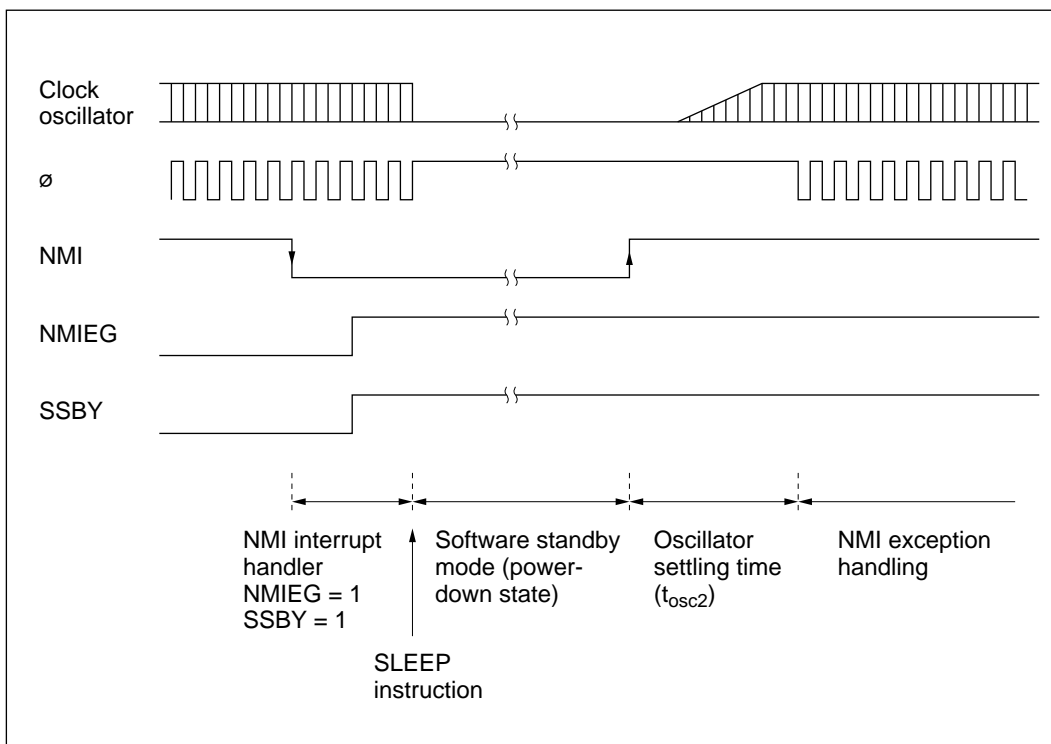 Clock
oscillator
ø
NMI
NMIEG
SSBY
NMI interrupt
handler
NMIEG = 1
SSBY = 1
Software standby
mode (power-
down state)
Oscillator
settling time
(tosc2)
NMI exception
handling
SLEEP
instruction